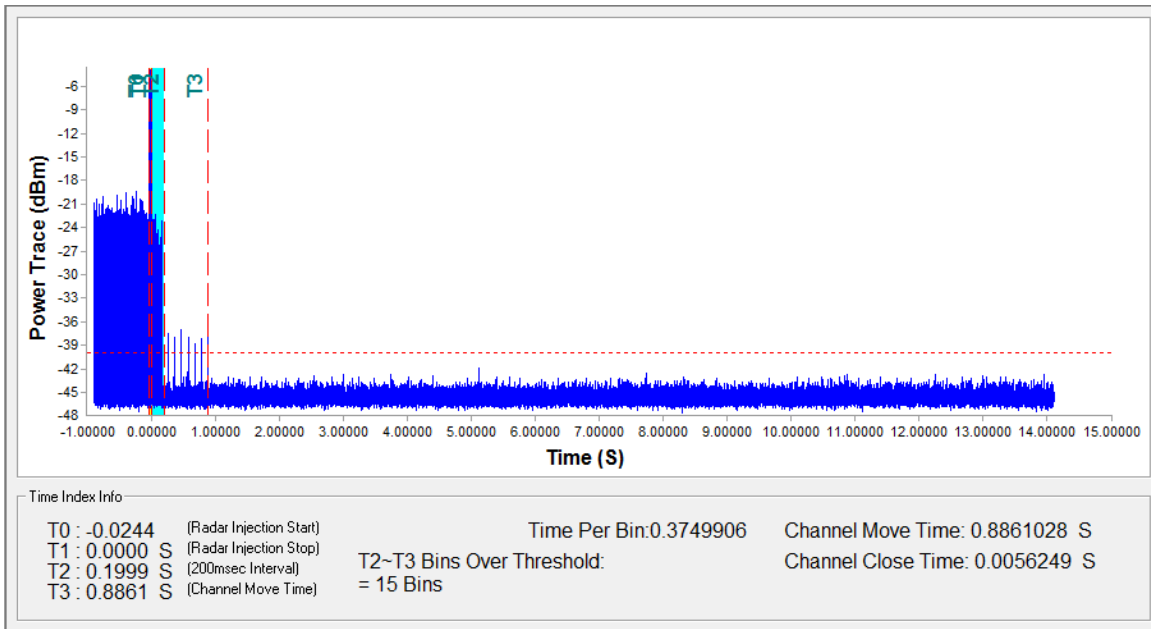 T0 T1 T2 T3
Power Trace (dBm)
-6
-9
-12
-15
-18
-21
-24
-27
-30
-33
-36
-39
-42
-45
-48
-1.00000 0.00000 1.00000 2.00000 3.00000 4.00000 5.00000 6.00000 7.00000 8.00000 9.00000 10.00000 11.00000 12.00000 13.00000 14.00000 15.00000
Time (S)
Time Index Info
T0 : -0.0244 (Radar Injection Start)
T1 : 0.0000 S (Radar Injection Stop)
T2 : 0.1999 S (200msec Interval)
T3 : 0.8861 S (Channel Move Time)
Time Per Bin:0.3749906
T2~T3 Bins Over Threshold:
= 15 Bins
Channel Move Time: 0.8861028 S
Channel Close Time: 0.0056249 S